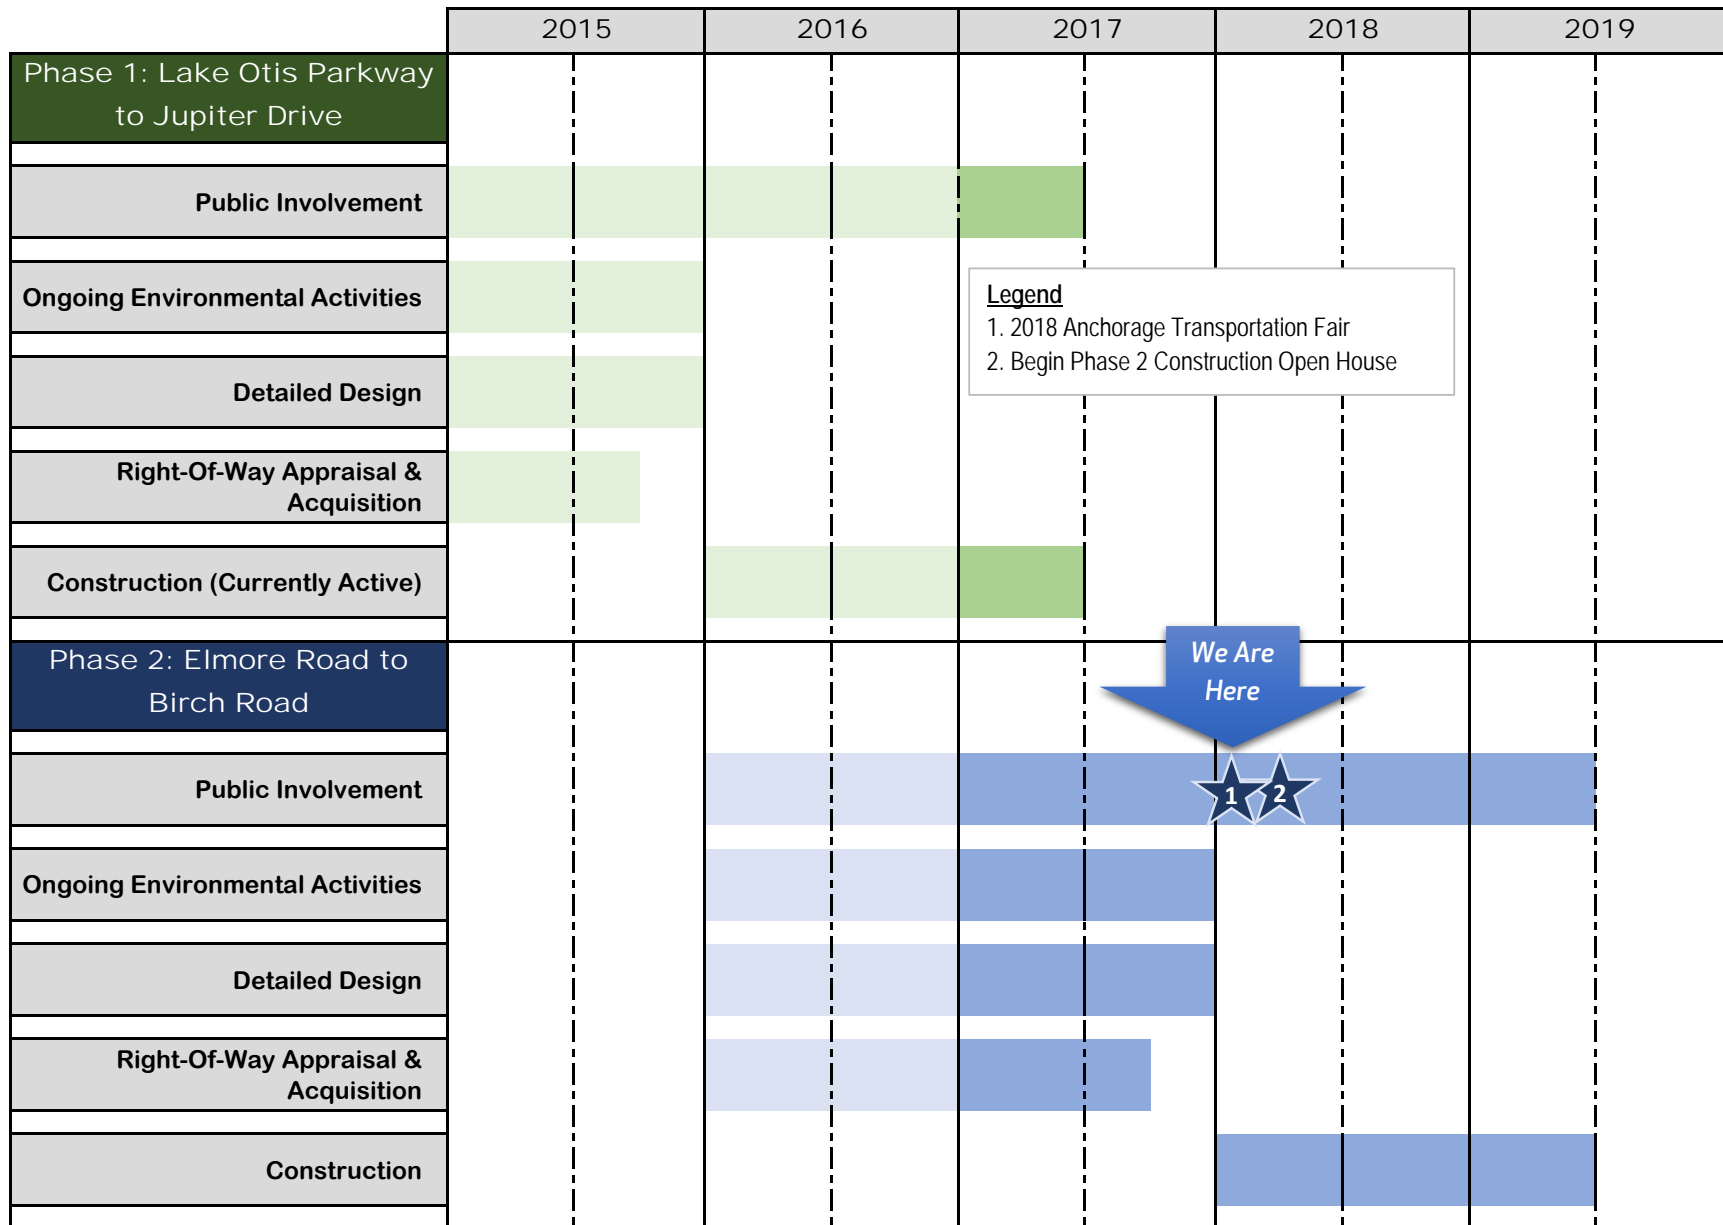 2015 2016 2017 2018 2019
Phase 1: Lake Otis Parkway
to Jupiter Drive
Public Involvement
Ongoing Environmental Activities
Legend
1. 2018 Anchorage Transportation Fair
2. Begin Phase 2 Construction Open House
Detailed Design
Right-Of-Way Appraisal &
Acquisition
Construction (Currently Active)
Phase 2: Elmore Road to
Birch Road
We Are
Here
Public Involvement
1 2
Ongoing Environmental Activities
Detailed Design
Right-Of-Way Appraisal &
Acquisition
Construction